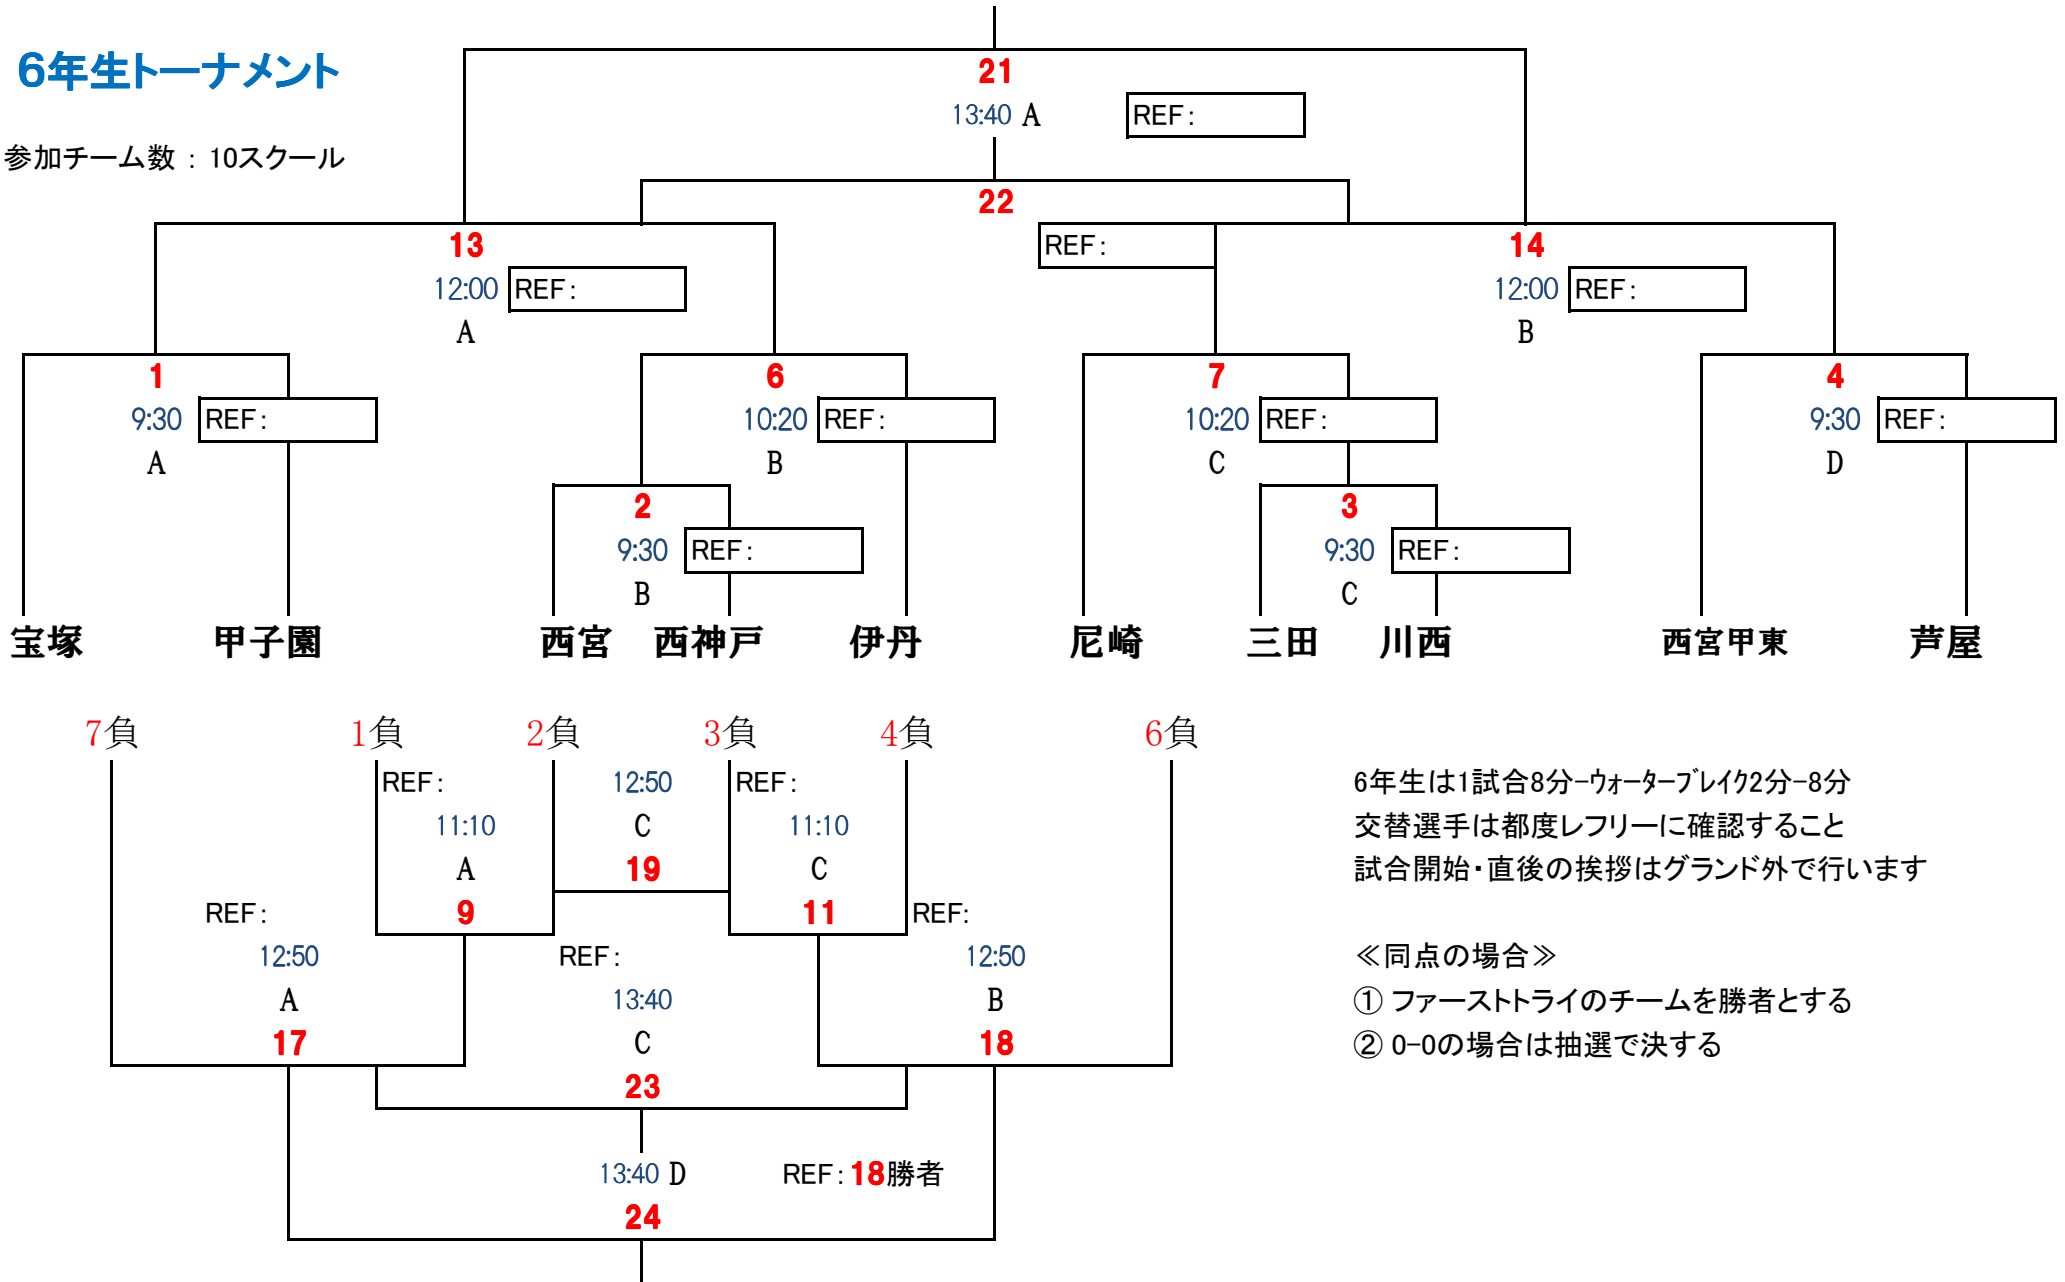 21
6年生トーナメント
13:40 A REF：
参加チーム数 ： 10スクール
22
13 REF： 14
12:00 REF： 12:00 REF：
A B
1 6 7 4
9:30 REF： 10:20 REF： 10:20 REF： 9:30 REF：
A B C D
2 3
9:30 REF： 9:30 REF：
B C
宝塚 甲子園 西宮 西神戸 伊丹 尼崎 三田 川西 西宮甲東 芦屋
7負 1負 2負 3負 4負 6負
REF： 12:50 REF：
11:10 C 11:10
A 19 C
REF： 9 11 REF：
12:50 REF： 12:50
A 13:40 B
17 C 18
23
13:40 D REF：18勝者
24
6年生は1試合8分-ウォーターブレイク2分-8分
交替選手は都度レフリーに確認すること
試合開始・直後の挨拶はグランド外で行います
≪同点の場合≫
① ファーストトライのチームを勝者とする
② 0-0の場合は抽選で決する